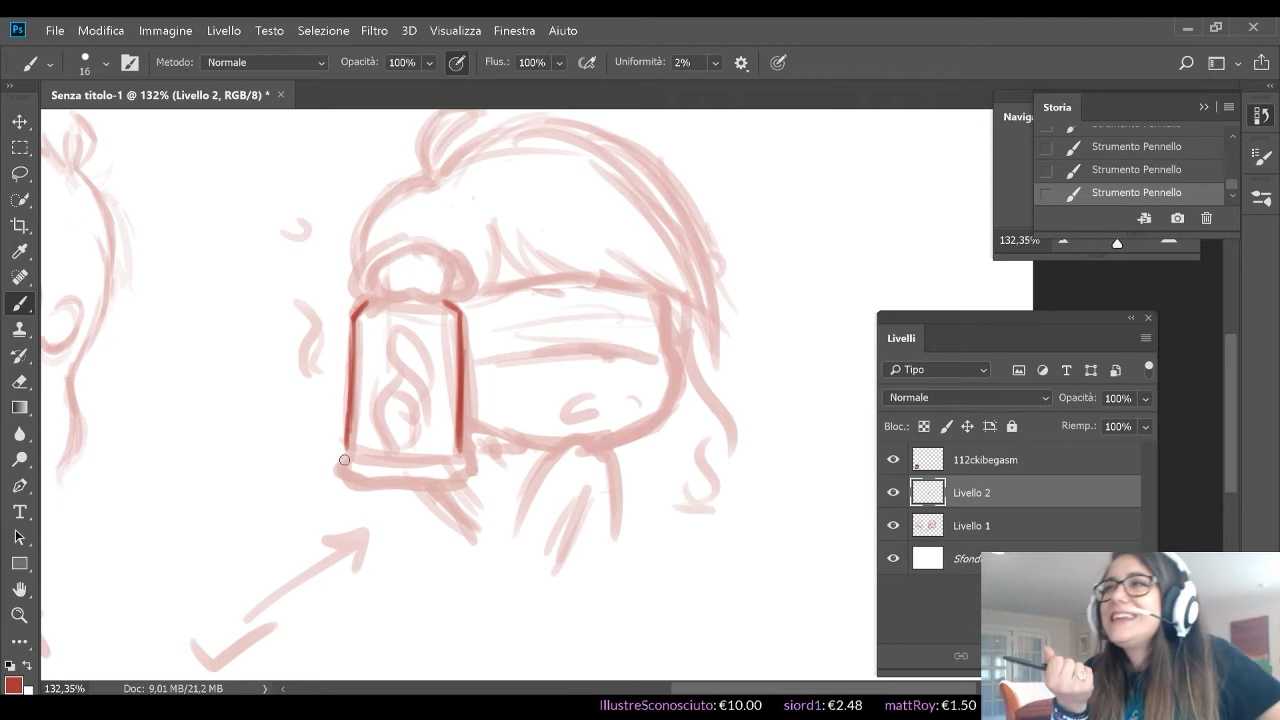 Ps File Modifica Immagine Livello Testo Selezione Filtro 3D Visualizza Finestra Aiuto
16 Metodo: Normale Opacità: 100% Flus.: 100% Uniformità: 2%
Senza titolo-1 @ 132% (Livello 2, RGB/8) *
Storia
Strumento Pennello
Strumento Pennello
Strumento Pennello
132,35%
Livelli
Tipo
Normale Opacità: 100%
Bloc.: Riemp.: 100%
112ckibegasm
Livello 2
Livello 1
132,35% Doc: 9,01 MB/21,2 MB
IllustreSconosciuto: €10.00 siord1: €2.48 mattRoy: €1.50